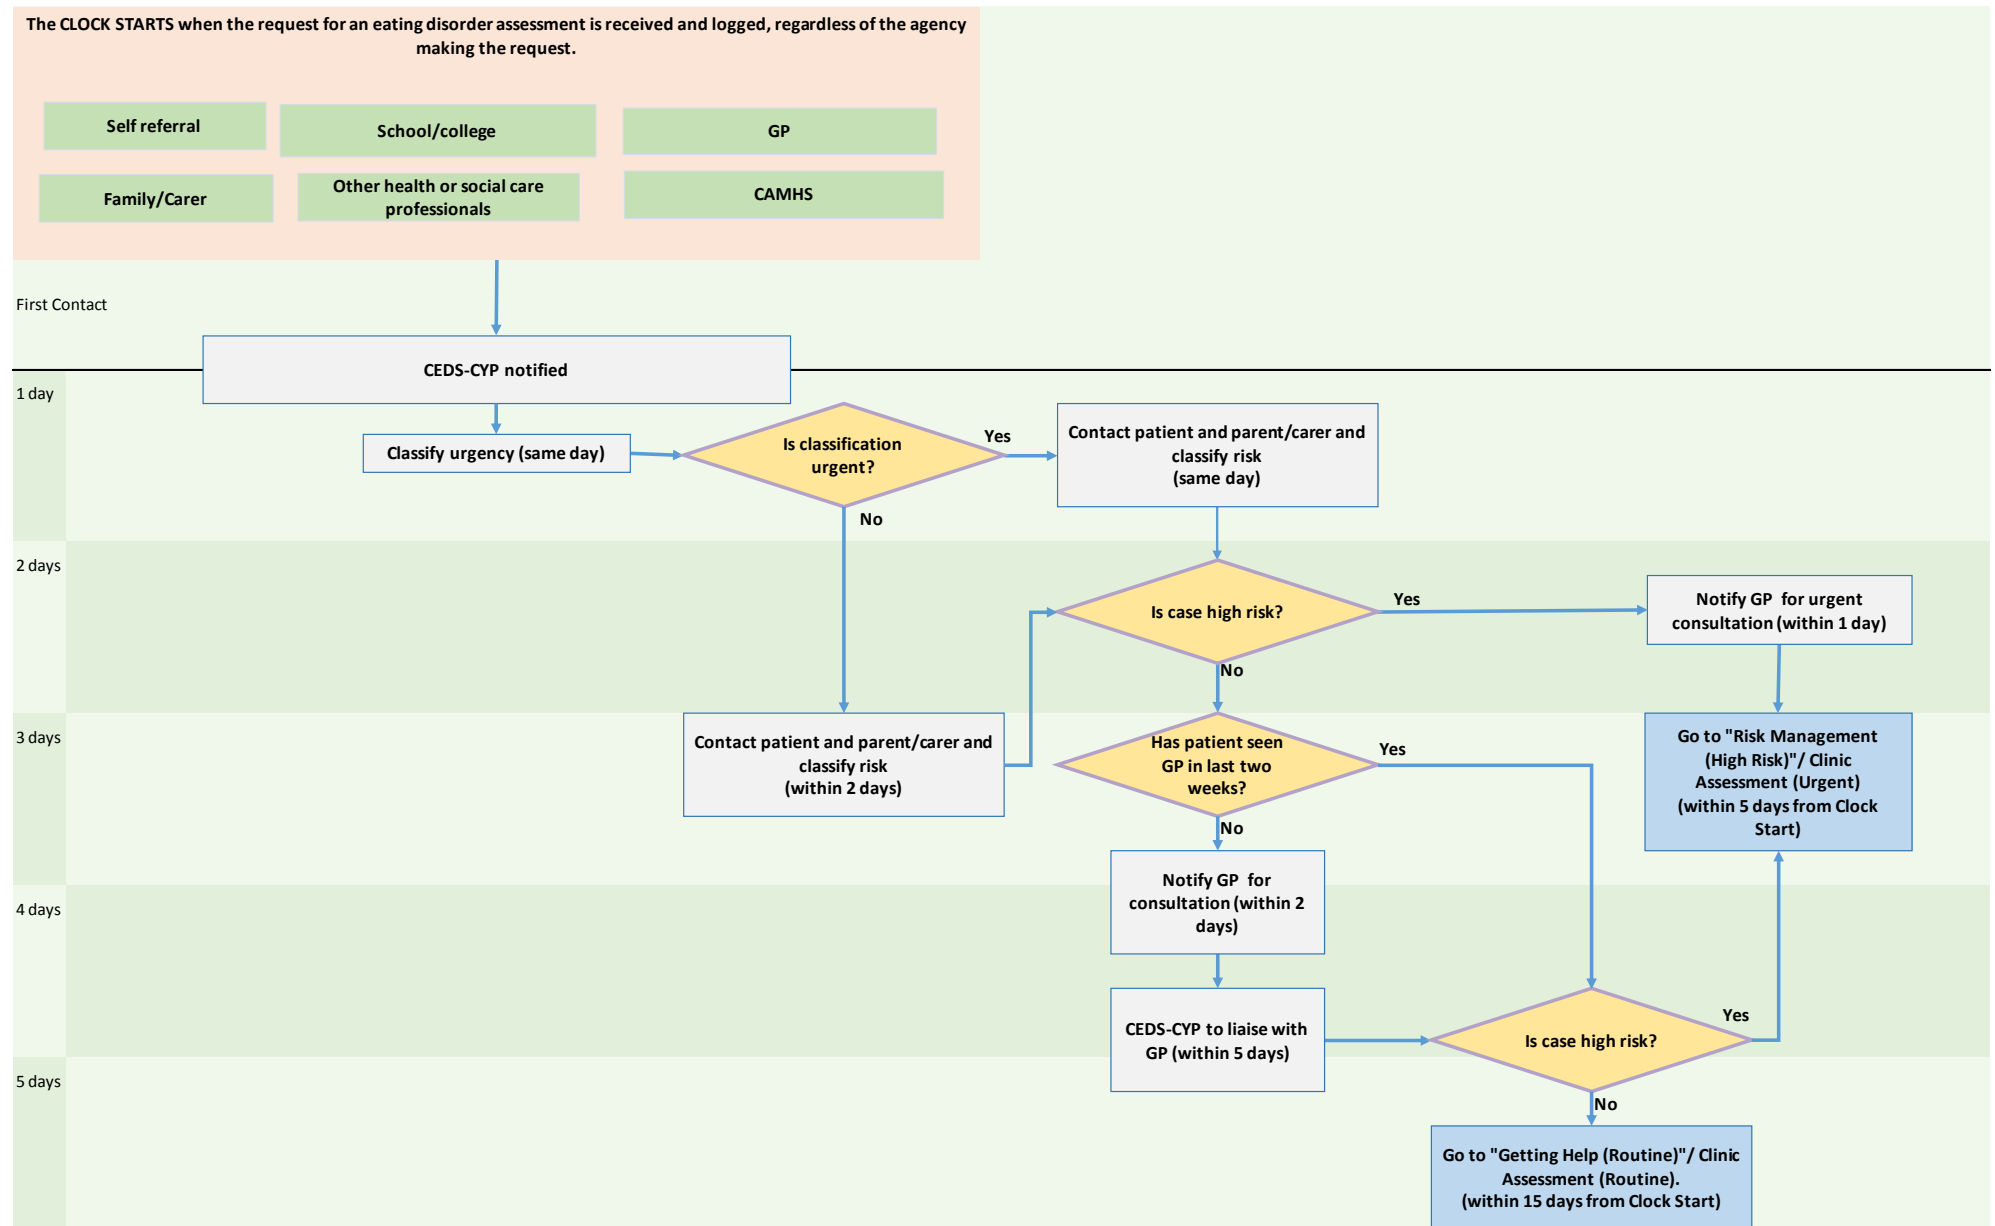 The CLOCK STARTS when the request for an eating disorder assessment is received and logged, regardless of the agency
making the request.
Self referral
School/college
GP
Family/Carer
Other health or social care
professionals
CAMHS
First Contact
CEDS-CYP notified
1 day
Classify urgency (same day)
Is classification
urgent?
Yes
No
Contact patient and parent/carer and
classify risk
(same day)
2 days
Is case high risk?
Yes
No
Notify GP  for urgent
consultation (within 1 day)
3 days
Contact patient and parent/carer and
classify risk
(within 2 days)
Has patient seen
GP in last two
weeks?
Yes
No
Go to "Risk Management
(High Risk)"/ Clinic
Assessment (Urgent)
(within 5 days from Clock
Start)
Notify GP  for
consultation (within 2
days)
4 days
CEDS-CYP to liaise with
GP (within 5 days)
Is case high risk?
Yes
No
5 days
Go to "Getting Help (Routine)"/ Clinic
Assessment (Routine).
(within 15 days from Clock Start)